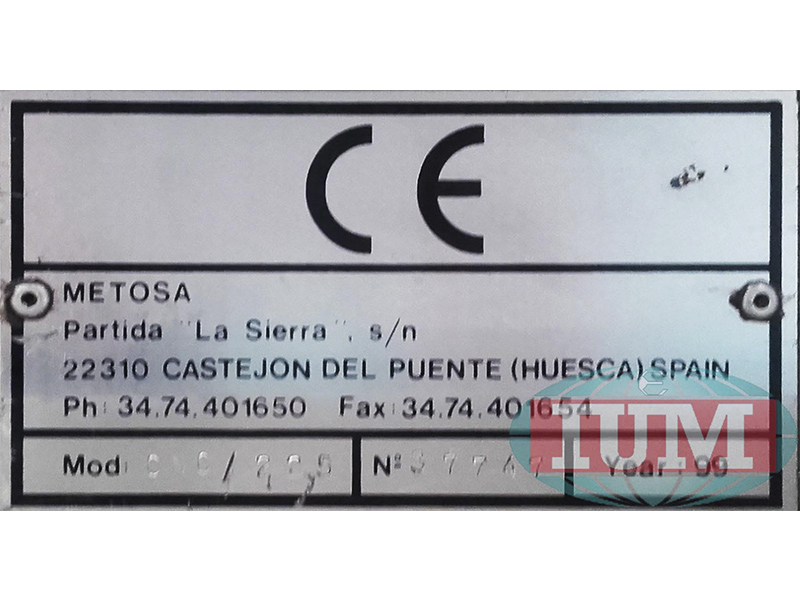 CE
METOSA
Partida "La Sierra", s/n
22310 CASTEJON DEL PUENTE (HUESCA) SPAIN
Ph: 34.74.401650 Fax: 34.74.401654
Mod: Nº Year: 99
IUM